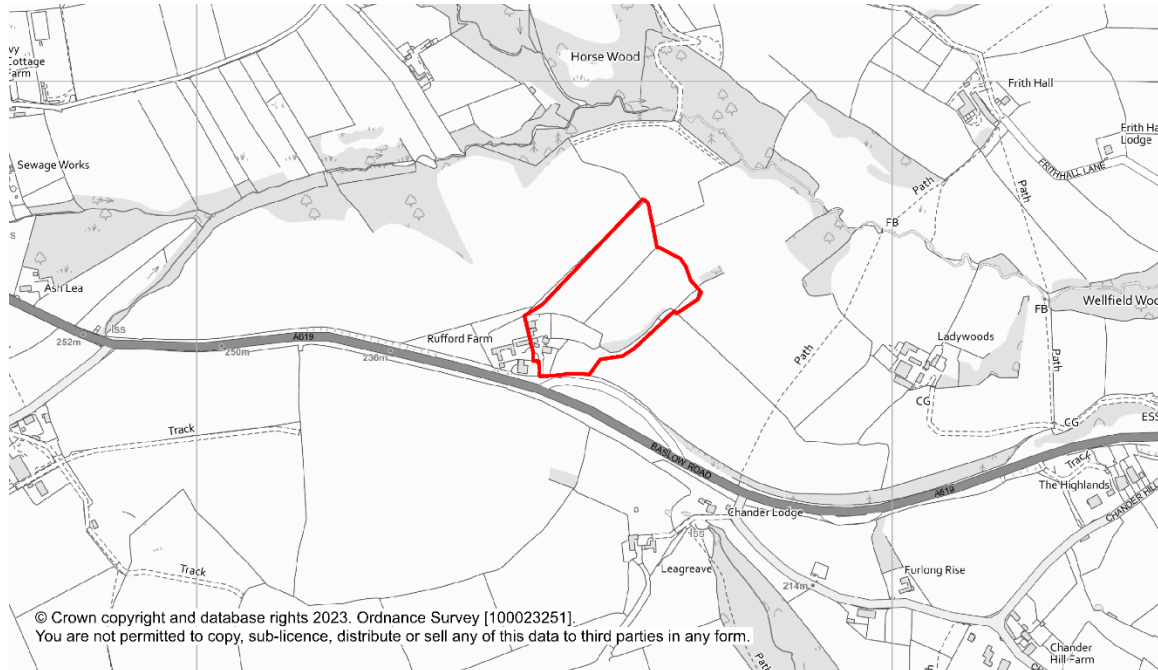 Cottage
Farm
Horse Wood
Frith Hall
Frith Ha
Lodge
Sewage Works
FRITHHALL LANE
Path
Path
FB
Ash Lea
Iss
252m
250m
A619
236m
Rufford Farm
FB
Wellfield Woo
Ladywoods
Path
Path
CG
CG
ESS
Track
BASLOW ROAD
A619
Track
The Highlands
CHANDER HILL
Chander Lodge
Iss
Leagreave
Furlong Rise
214m
Track
Chander
Hill Farm
© Crown copyright and database rights 2023. Ordnance Survey [100023251].
You are not permitted to copy, sub-licence, distribute or sell any of this data to third parties in any form.